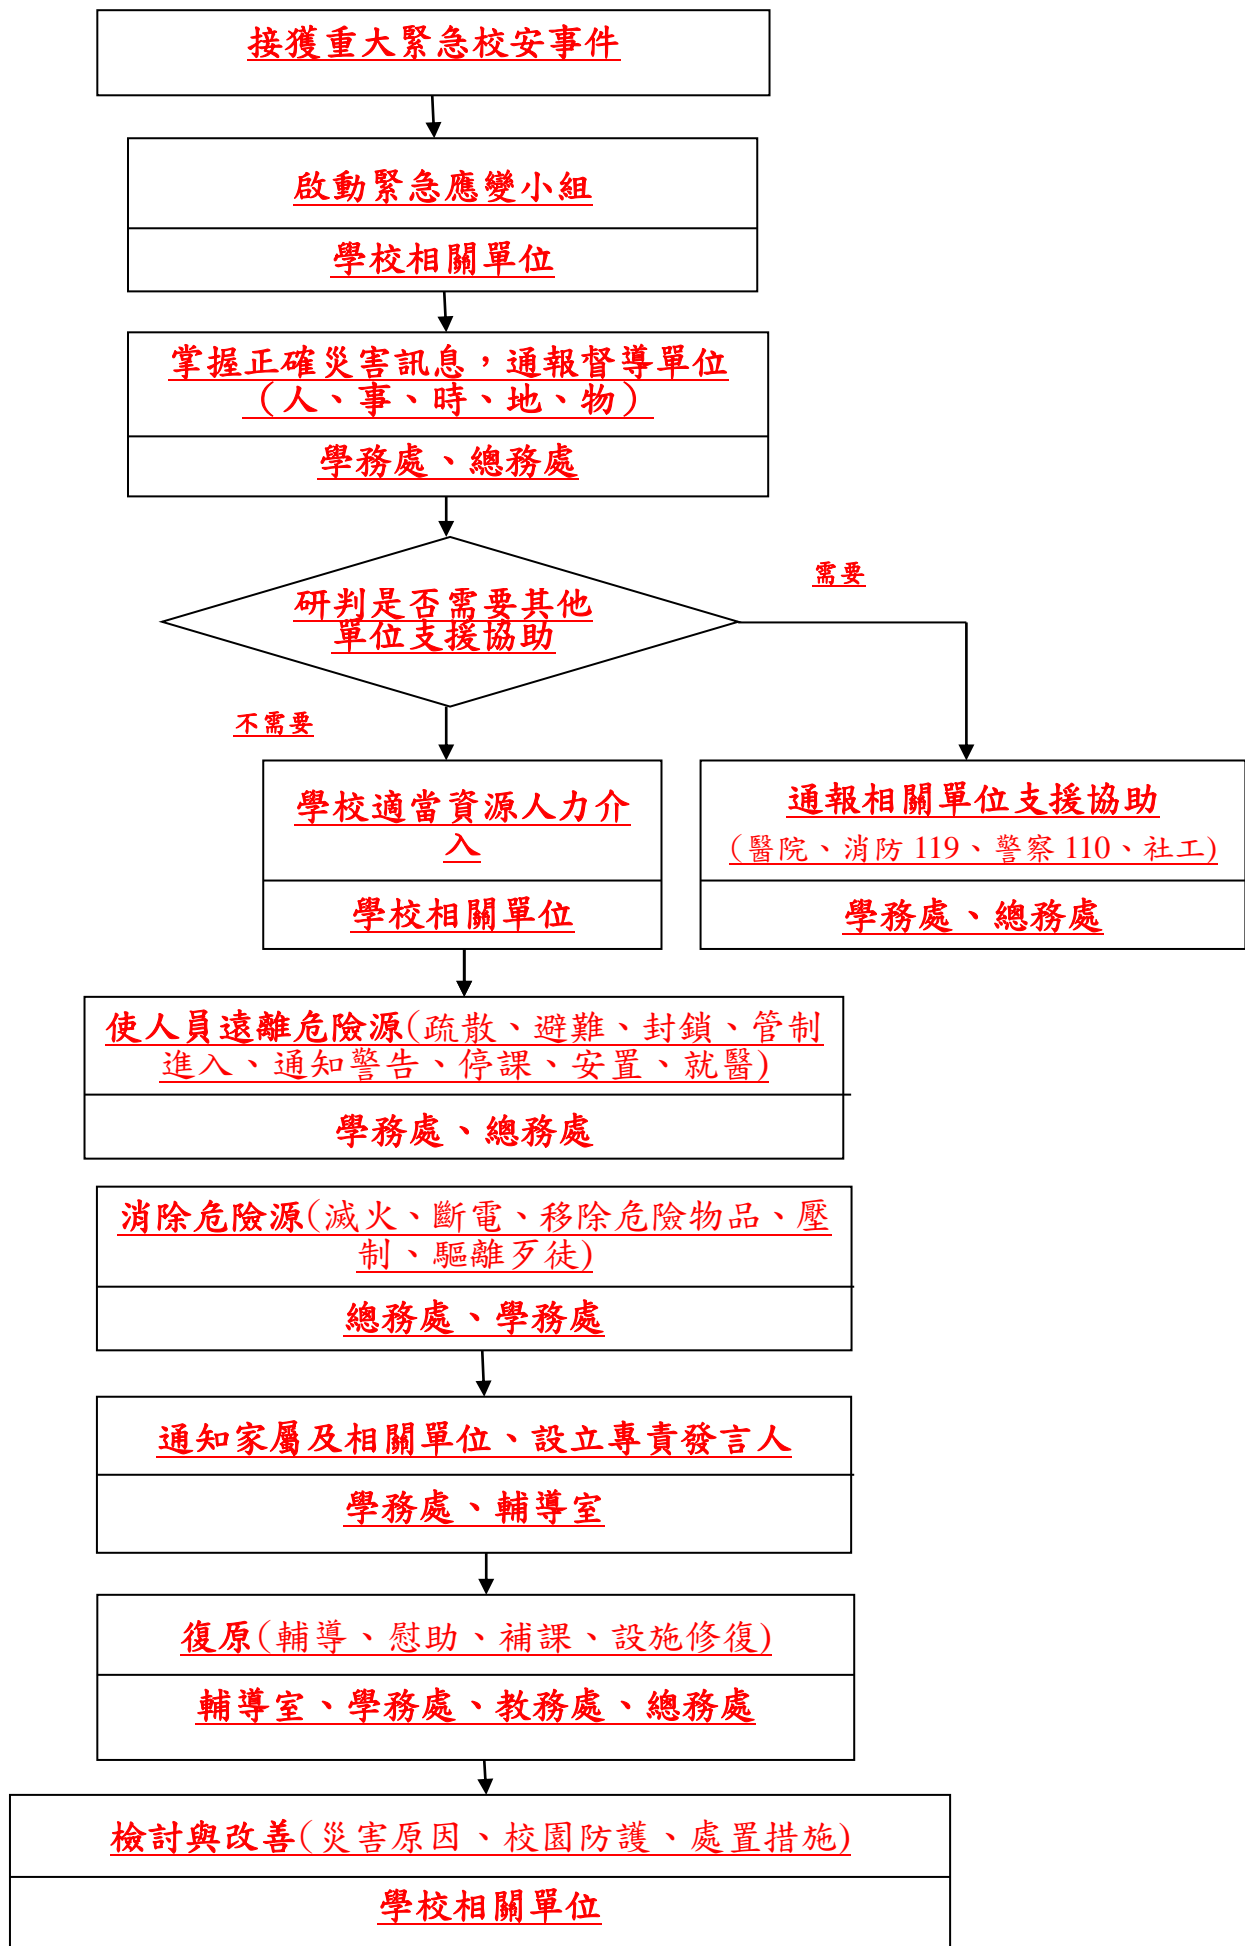 接獲重大緊急校安事件
啟動緊急應變小組
學校相關單位
掌握正確災害訊息，通報督導單位
（人、事、時、地、物）
學務處、總務處
研判是否需要其他
單位支援協助
需要
不需要
學校適當資源人力介
入
學校相關單位
通報相關單位支援協助
(醫院、消防 119、警察 110、社工)
學務處、總務處
使人員遠離危險源(疏散、避難、封鎖、管制
進入、通知警告、停課、安置、就醫)
學務處、總務處
消除危險源(滅火、斷電、移除危險物品、壓
制、驅離歹徒)
總務處、學務處
通知家屬及相關單位、設立專責發言人
學務處、輔導室
復原(輔導、慰助、補課、設施修復)
輔導室、學務處、教務處、總務處
檢討與改善(災害原因、校園防護、處置措施)
學校相關單位